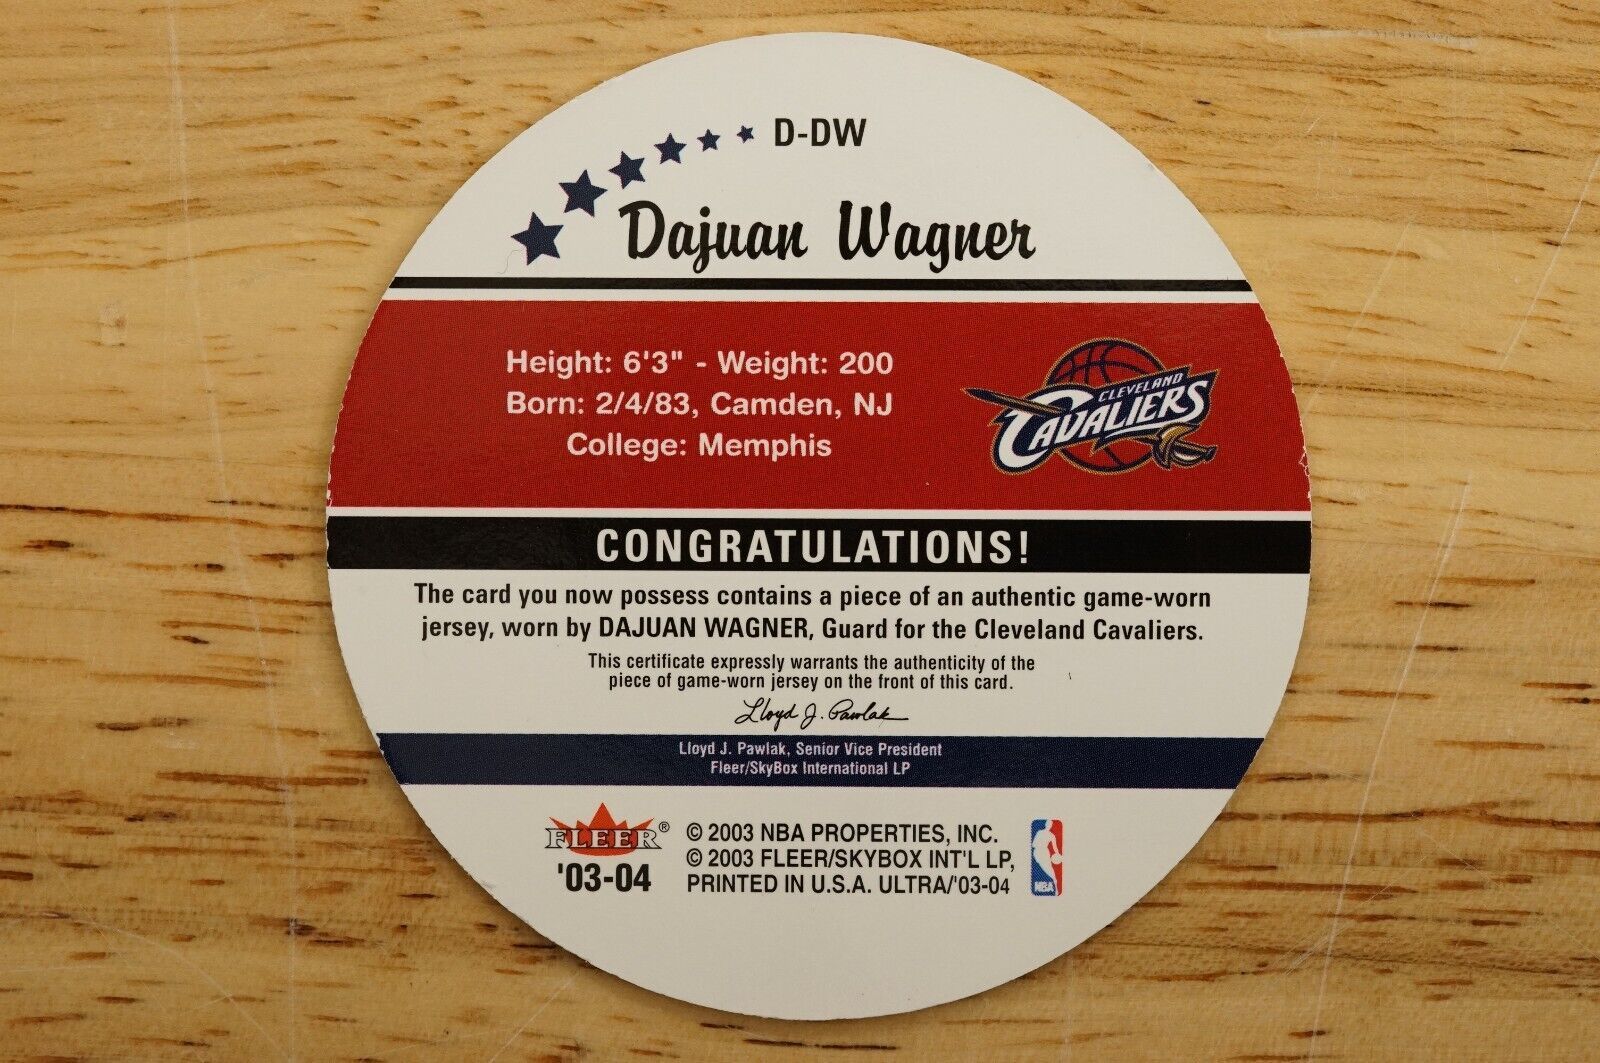 D-DW
Dajuan Wagner
Height: 6'3" - Weight: 200
Born: 2/4/83, Camden, NJ
College: Memphis
CLEVELAND
CAVALIERS
CONGRATULATIONS!
The card you now possess contains a piece of an authentic game-worn
jersey, worn by DAJUAN WAGNER, Guard for the Cleveland Cavaliers.
This certificate expressly warrants the authenticity of the
piece of game-worn jersey on the front of this card.
Lloyd J. Pawlak
Lloyd J. Pawlak, Senior Vice President
Fleer/SkyBox International LP
FLEER®
'03-04
© 2003 NBA PROPERTIES, INC.
© 2003 FLEER/SKYBOX INT'L LP,
PRINTED IN U.S.A. ULTRA/'03-04
NBA